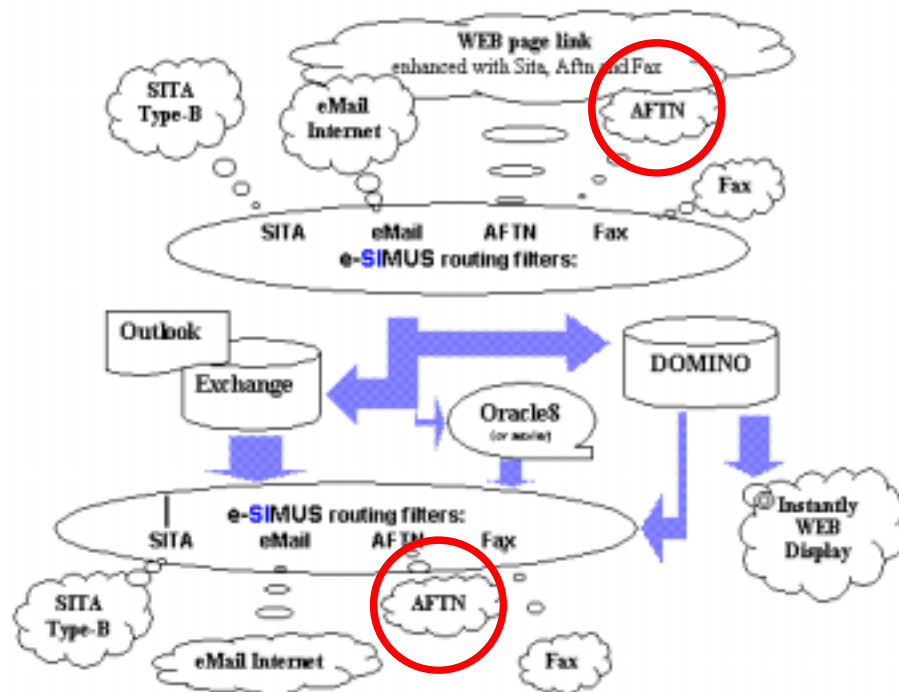 WEB page link
enhanced with Sita, Aftn and Fax
SITA
Type-B
eMail
Internet
AFTN
Fax
SITA eMail AFTN Fax
e-SIMUS routing filters:
Outlook
Exchange
DOMINO
Oracle8
e-SIMUS routing filters:
SITA eMail AFTN Fax
Instantly
WEB
Display
SITA
Type-B
AFTN
eMail Internet
Fax